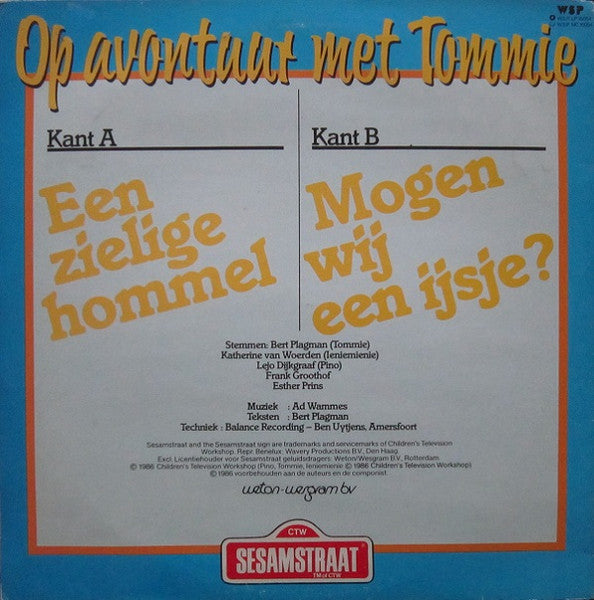 WSP
Op avontuur met Tommie
Kant A
Een
zielige
hommel
Kant B
Mogen
wij
een ijsje?
Stemmen: Bert Plagman (Tommie)
Katherine van Woerden (Ieniemienie)
Lejo Dijkgraaf (Pino)
Frank Groothof
Esther Prins
Muziek : Ad Wammes
Teksten : Bert Plagman
Techniek : Balance Recording – Ben Uytjens, Amersfoort
Sesamstraat and the Sesamstraat sign are trademarks and servicemarks of Children's Television
Workshop. Repr. Benelux: Wavery Productions B.V., Den Haag.
Excl. Licentiehouder voor Sesamstraat geluidsdragers: Weton/Wesgram B.V., Rotterdam.
© 1986 Children's Television Workshop (Pino, Tommie, Ieniemienie © 1986 Children's Television Workshop)
© 1986 voorbehouden aan de auteurs en de componist.
weton-wesgram bv
CTW
SESAMSTRAAT
TM of CTW